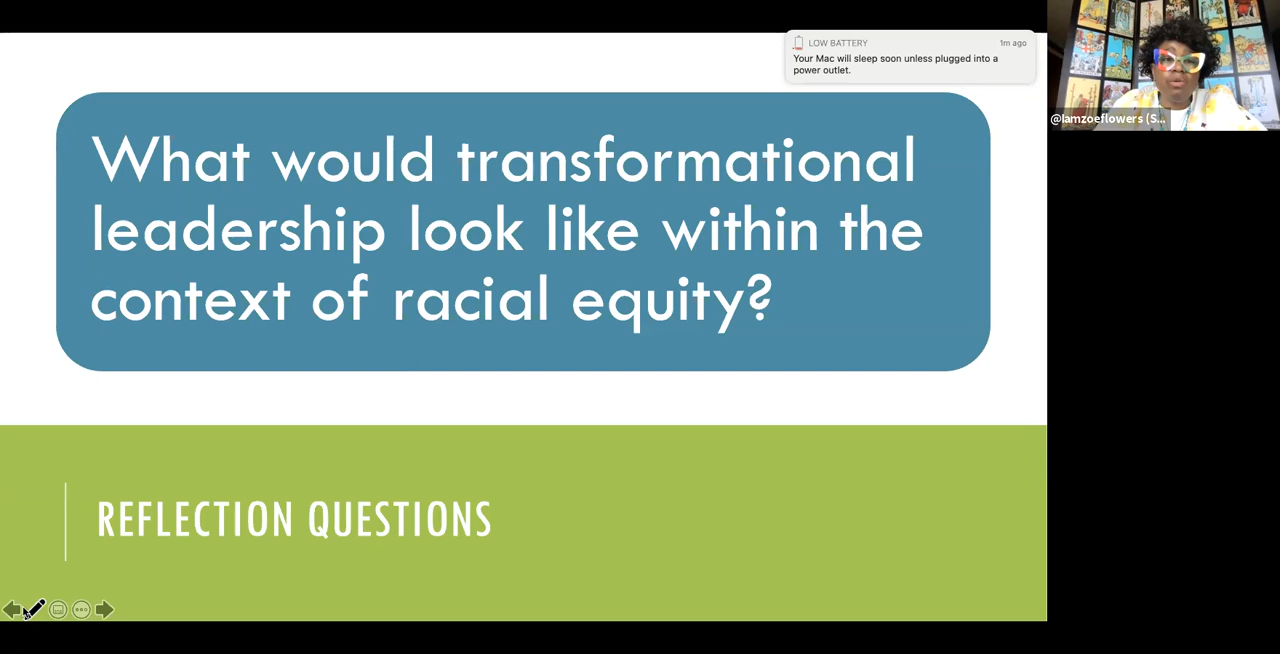 LOW BATTERY
1m ago
Your Mac will sleep soon unless plugged into a
power outlet.
@Iamzoeflowers (S...
What would transformational
leadership look like within the
context of racial equity?
REFLECTION QUESTIONS